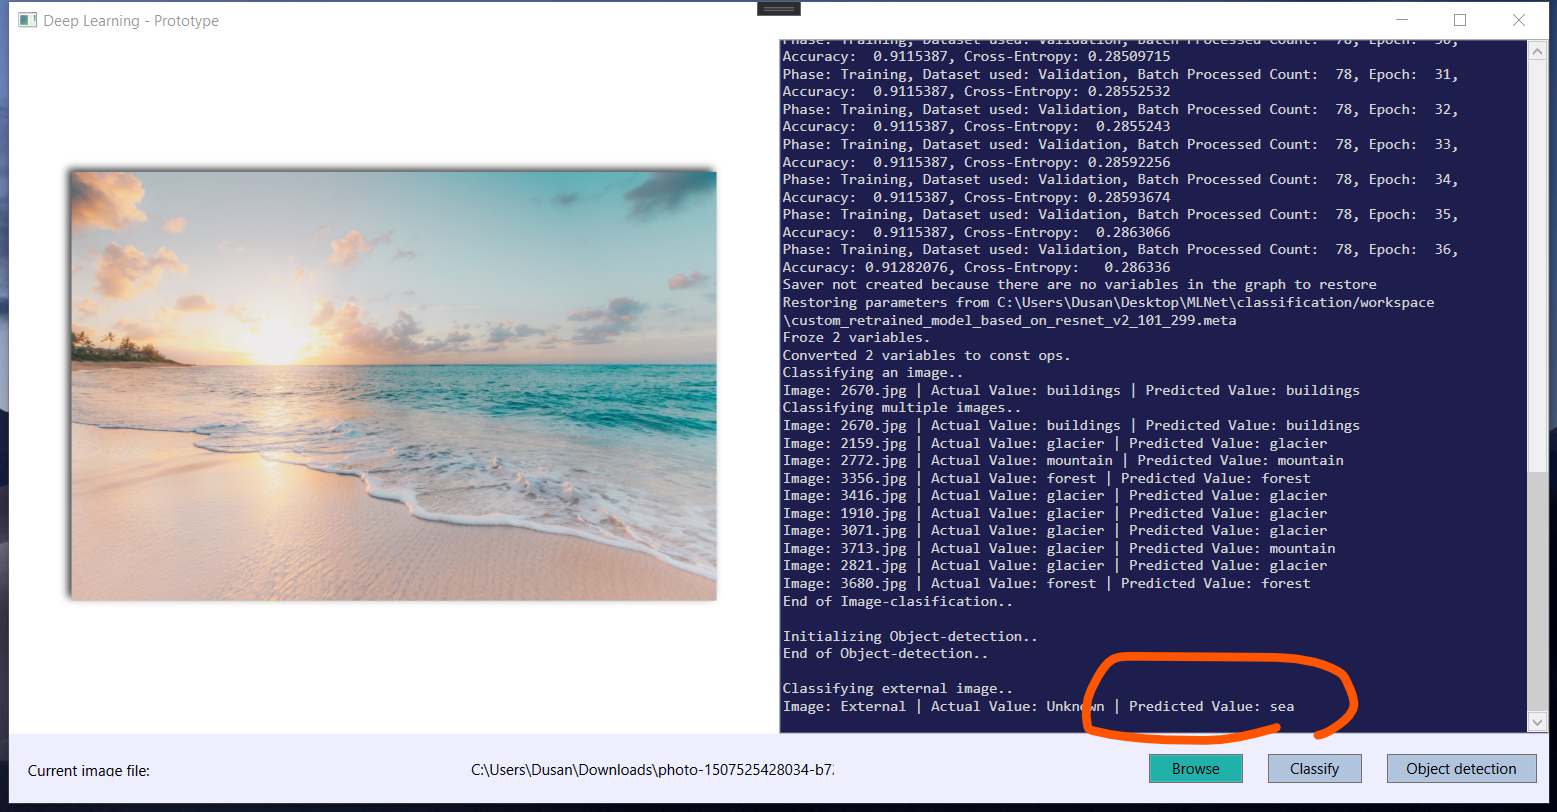 Deep Learning - Prototype
Phase: Training, Dataset used: Validation, Batch Processed Count:  78, Epoch:  30,
Accuracy:  0.9115387, Cross-Entropy: 0.28509715
Phase: Training, Dataset used: Validation, Batch Processed Count:  78, Epoch:  31,
Accuracy:  0.9115387, Cross-Entropy: 0.28552532
Phase: Training, Dataset used: Validation, Batch Processed Count:  78, Epoch:  32,
Accuracy:  0.9115387, Cross-Entropy:  0.2855243
Phase: Training, Dataset used: Validation, Batch Processed Count:  78, Epoch:  33,
Accuracy:  0.9115387, Cross-Entropy: 0.28592256
Phase: Training, Dataset used: Validation, Batch Processed Count:  78, Epoch:  34,
Accuracy:  0.9115387, Cross-Entropy: 0.28593674
Phase: Training, Dataset used: Validation, Batch Processed Count:  78, Epoch:  35,
Accuracy:  0.9115387, Cross-Entropy:  0.2863066
Phase: Training, Dataset used: Validation, Batch Processed Count:  78, Epoch:  36,
Accuracy: 0.91282076, Cross-Entropy:   0.286336
Saver not created because there are no variables in the graph to restore
Restoring parameters from C:\Users\Dusan\Desktop\MLNet\classification/workspace
\custom_retrained_model_based_on_resnet_v2_101_299.meta
Froze 2 variables.
Converted 2 variables to const ops.
Classifying an image..
Image: 2670.jpg | Actual Value: buildings | Predicted Value: buildings
Classifying multiple images..
Image: 2670.jpg | Actual Value: buildings | Predicted Value: buildings
Image: 2159.jpg | Actual Value: glacier | Predicted Value: glacier
Image: 2772.jpg | Actual Value: mountain | Predicted Value: mountain
Image: 3356.jpg | Actual Value: forest | Predicted Value: forest
Image: 3416.jpg | Actual Value: glacier | Predicted Value: glacier
Image: 1910.jpg | Actual Value: glacier | Predicted Value: glacier
Image: 3071.jpg | Actual Value: glacier | Predicted Value: glacier
Image: 3713.jpg | Actual Value: glacier | Predicted Value: mountain
Image: 2821.jpg | Actual Value: glacier | Predicted Value: glacier
Image: 3680.jpg | Actual Value: forest | Predicted Value: forest
End of Image-clasification..
Initializing Object-detection..
End of Object-detection..
Classifying external image..
Image: External | Actual Value: Unknown | Predicted Value: sea
Current image file:
C:\Users\Dusan\Downloads\photo-1507525428034-b7
Browse
Classify
Object detection